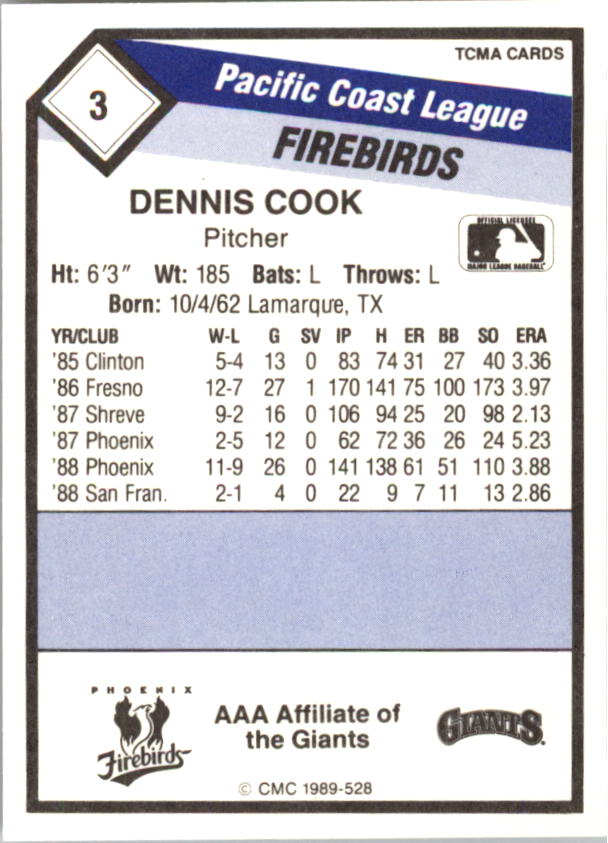 TCMA CARDS
3
Pacific Coast League
FIREBIRDS
DENNIS COOK
Pitcher
OFFICIAL LICENSEE
MAJOR LEAGUE BASEBALL
Ht: 6'3" Wt: 185 Bats: L Throws: L
Born: 10/4/62 Lamarque, TX
YR/CLUB W-L G SV IP H ER BB SO ERA
'85 Clinton 5-4 13 0 83 74 31 27 40 3.36
'86 Fresno 12-7 27 1 170 141 75 100 173 3.97
'87 Shreve 9-2 16 0 106 94 25 20 98 2.13
'87 Phoenix 2-5 12 0 62 72 36 26 24 5.23
'88 Phoenix 11-9 26 0 141 138 61 51 110 3.88
'88 San Fran. 2-1 4 0 22 9 7 11 13 2.86
PHOENIX
Firebirds
AAA Affiliate of
the Giants
GIANTS
© CMC 1989-528